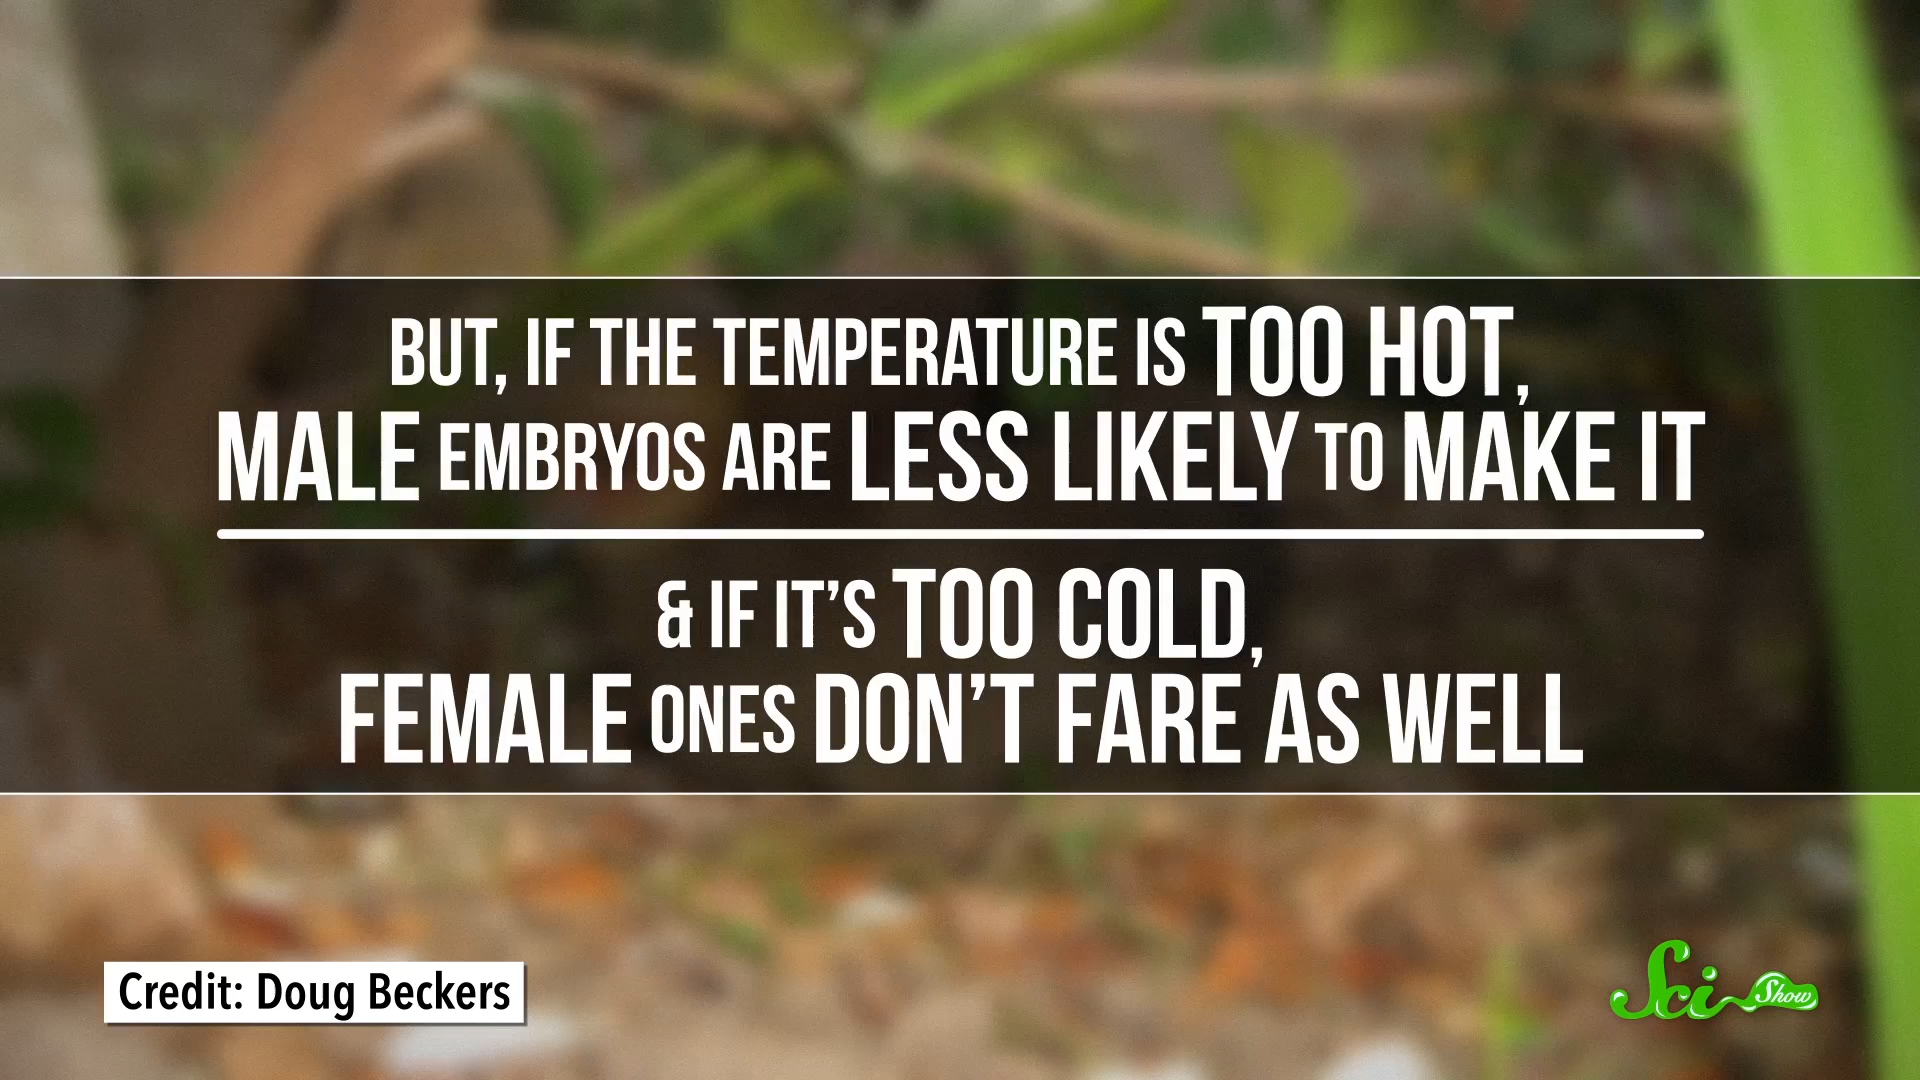 BUT, IF THE TEMPERATURE IS TOO HOT,
MALE EMBRYOS ARE LESS LIKELY TO MAKE IT
& IF IT'S TOO COLD,
FEMALE ONES DON'T FARE AS WELL
Credit: Doug Beckers
Sci Show